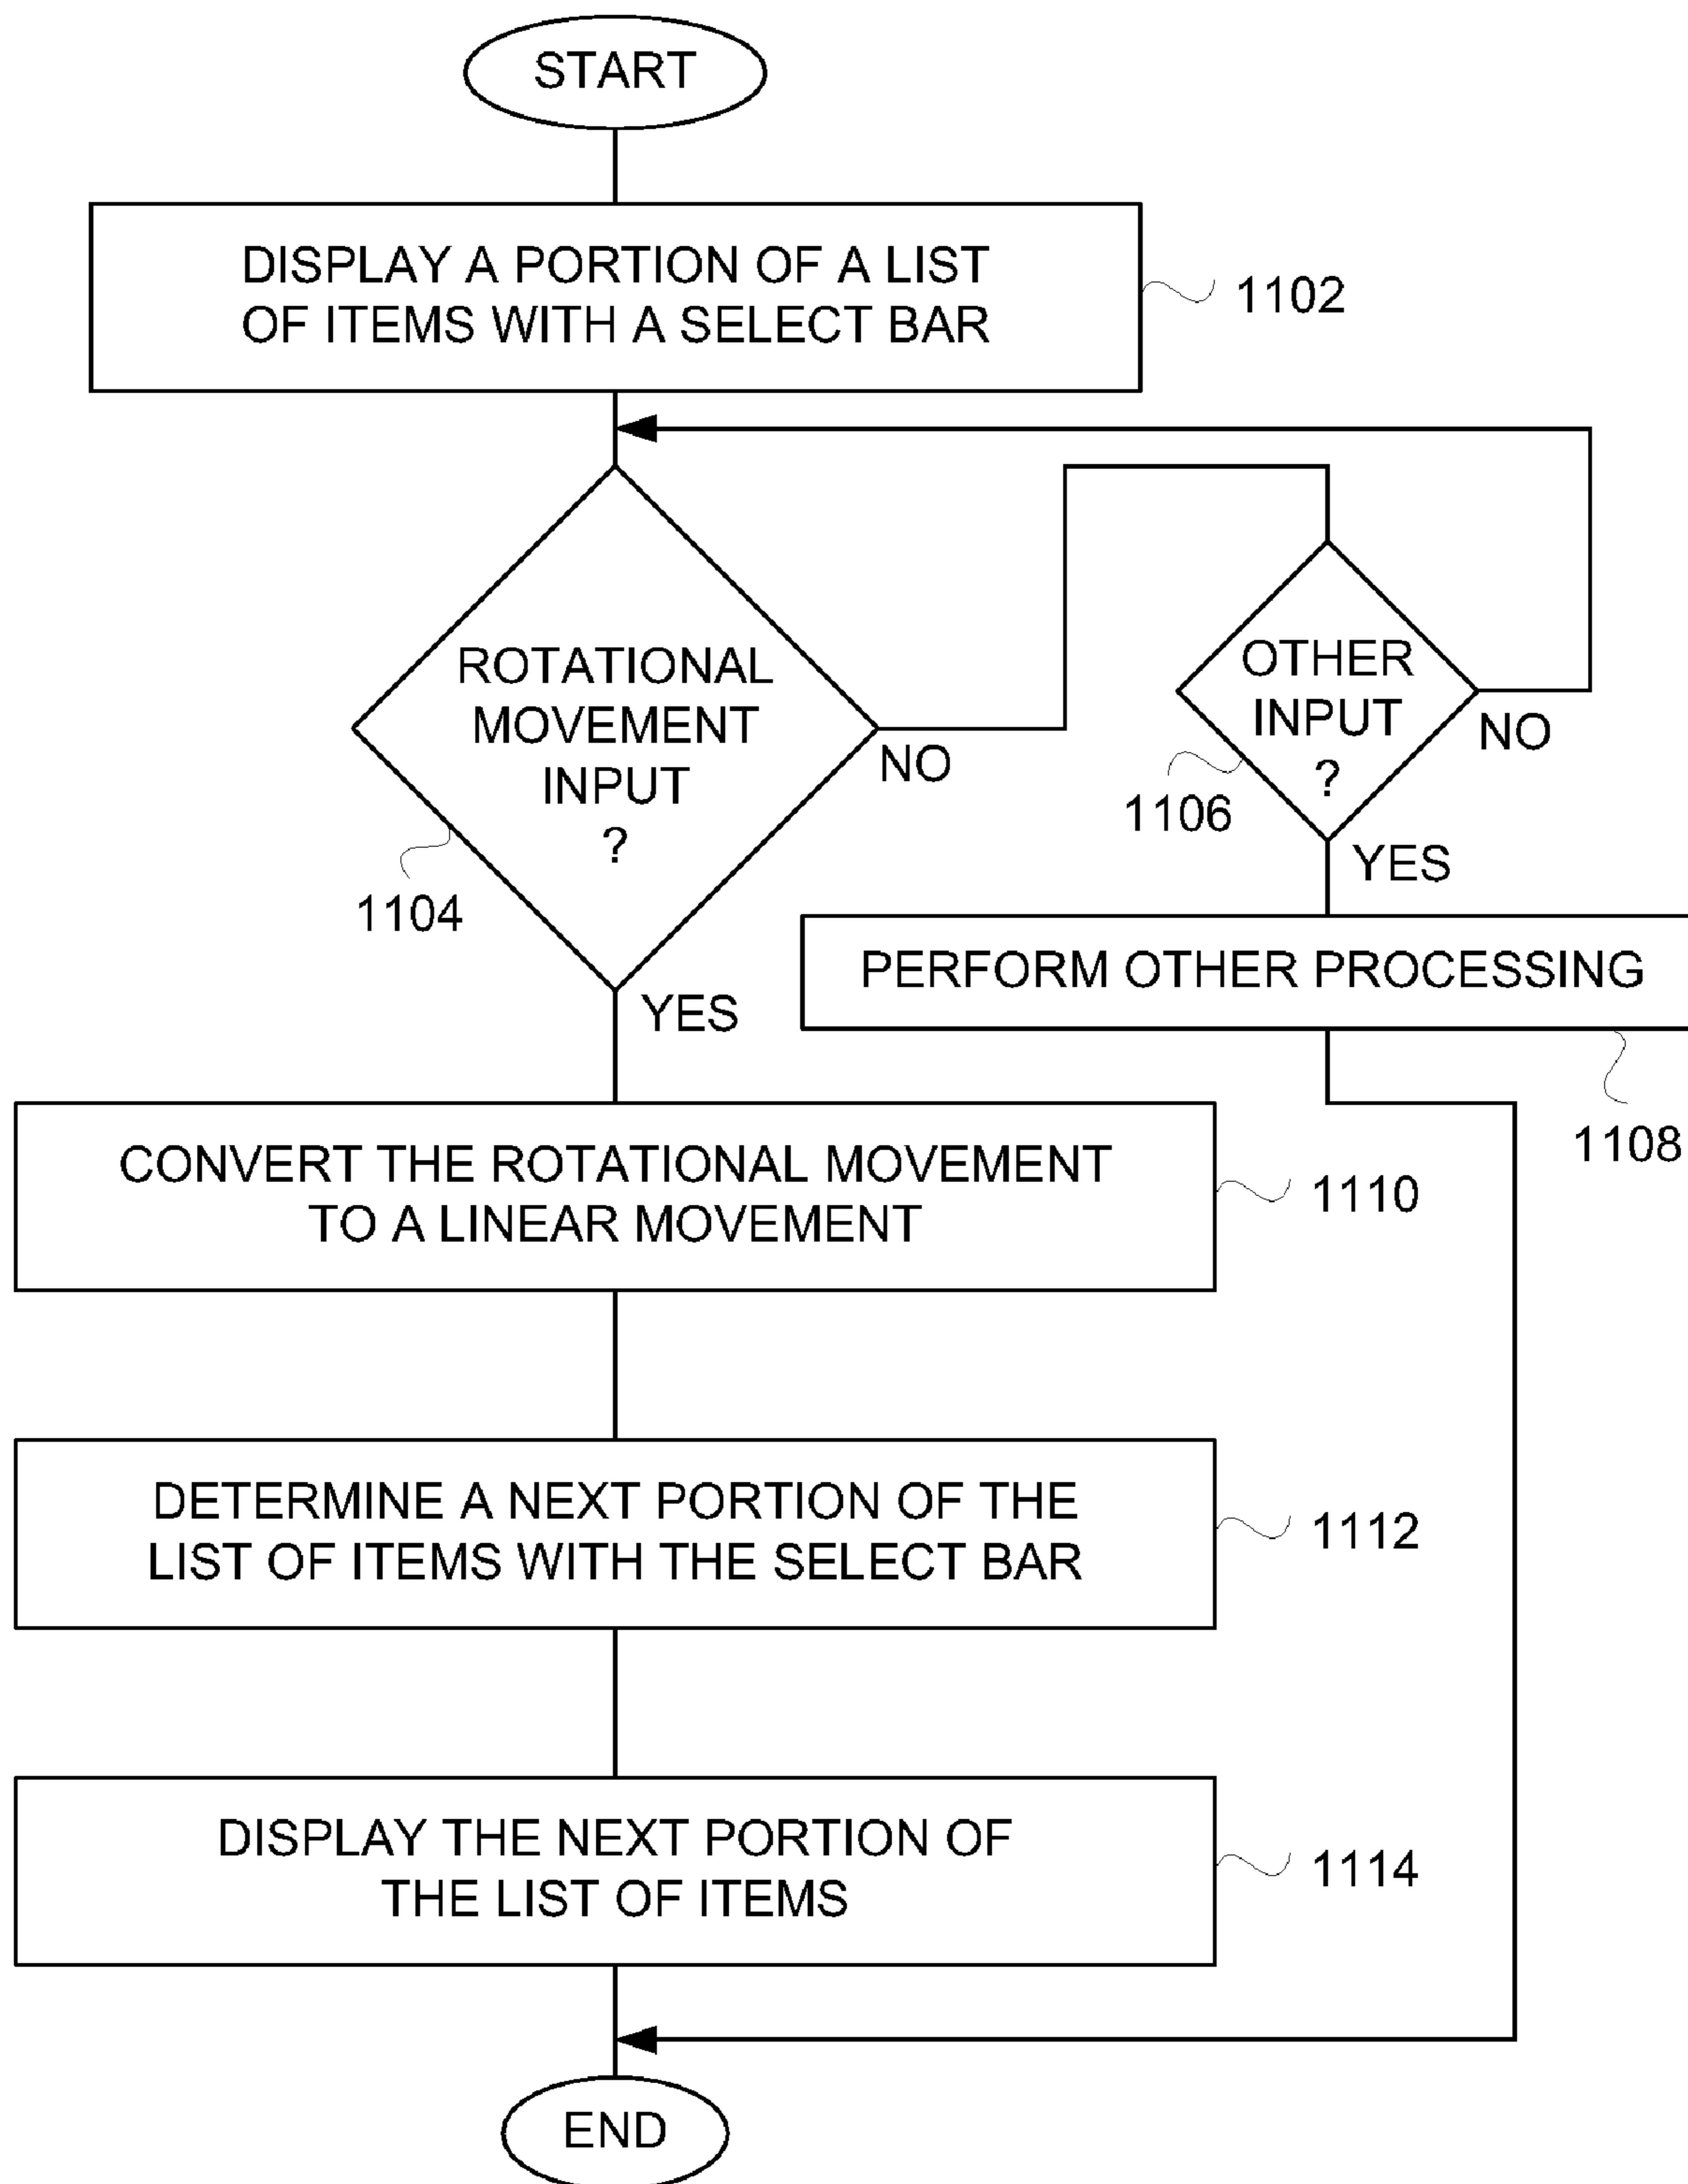 START
DISPLAY A PORTION OF A LIST
OF ITEMS WITH A SELECT BAR
1102
ROTATIONAL
MOVEMENT
INPUT
?
NO
1104
YES
OTHER
INPUT
?
NO
1106
YES
PERFORM OTHER PROCESSING
1108
CONVERT THE ROTATIONAL MOVEMENT
TO A LINEAR MOVEMENT
1110
DETERMINE A NEXT PORTION OF THE
LIST OF ITEMS WITH THE SELECT BAR
1112
DISPLAY THE NEXT PORTION OF
THE LIST OF ITEMS
1114
END